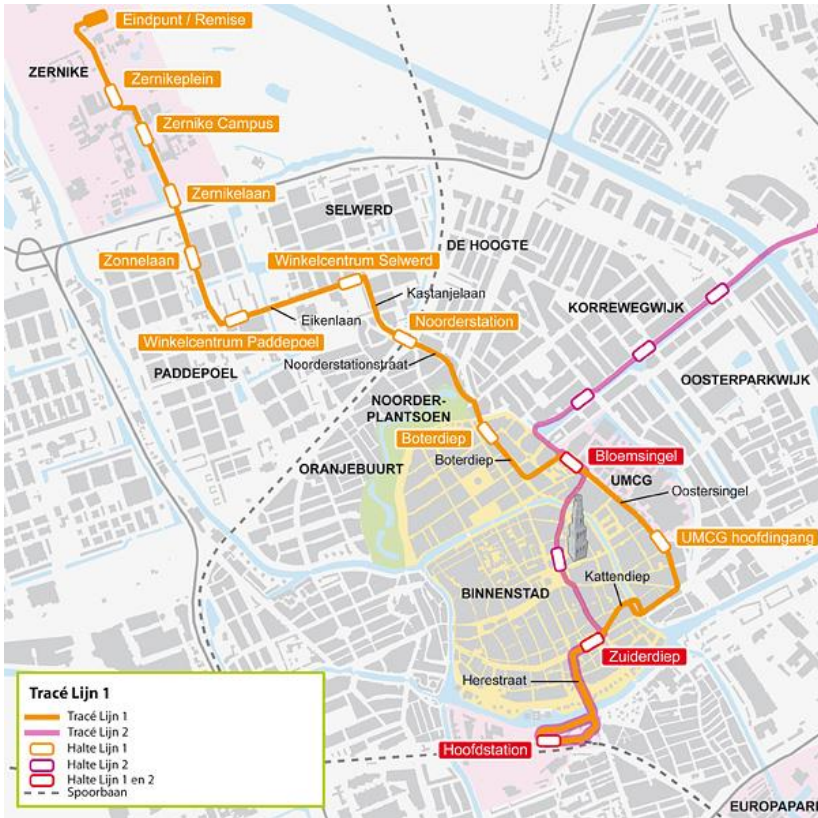 Eindpunt / Remise
ZERNIKE
Zernikeplein
Zernike Campus
Zernikelaan
SELWERD
DE HOOGTE
Zonnelaan
Winkelcentrum Selwerd
Kastanjelaan
KORREWEGWIJK
Eikenlaan
Noorderstation
Winkelcentrum Paddepoel
Noorderstationstraat
PADDEPOEL
OOSTERPARKWIJK
NOORDER-
PLANTSOEN
Boterdiep
Boterdiep
Bloemsingel
ORANJEBUURT
UMCG
Oostersingel
UMCG hoofdingang
Kattendiep
BINNENSTAD
Zuiderdiep
Herestraat
Hoofdstation
Tracé Lijn 1
Tracé Lijn 1
Tracé Lijn 2
Halte Lijn 1
Halte Lijn 2
Halte Lijn 1 en 2
Spoorbaan
EUROPAPARK